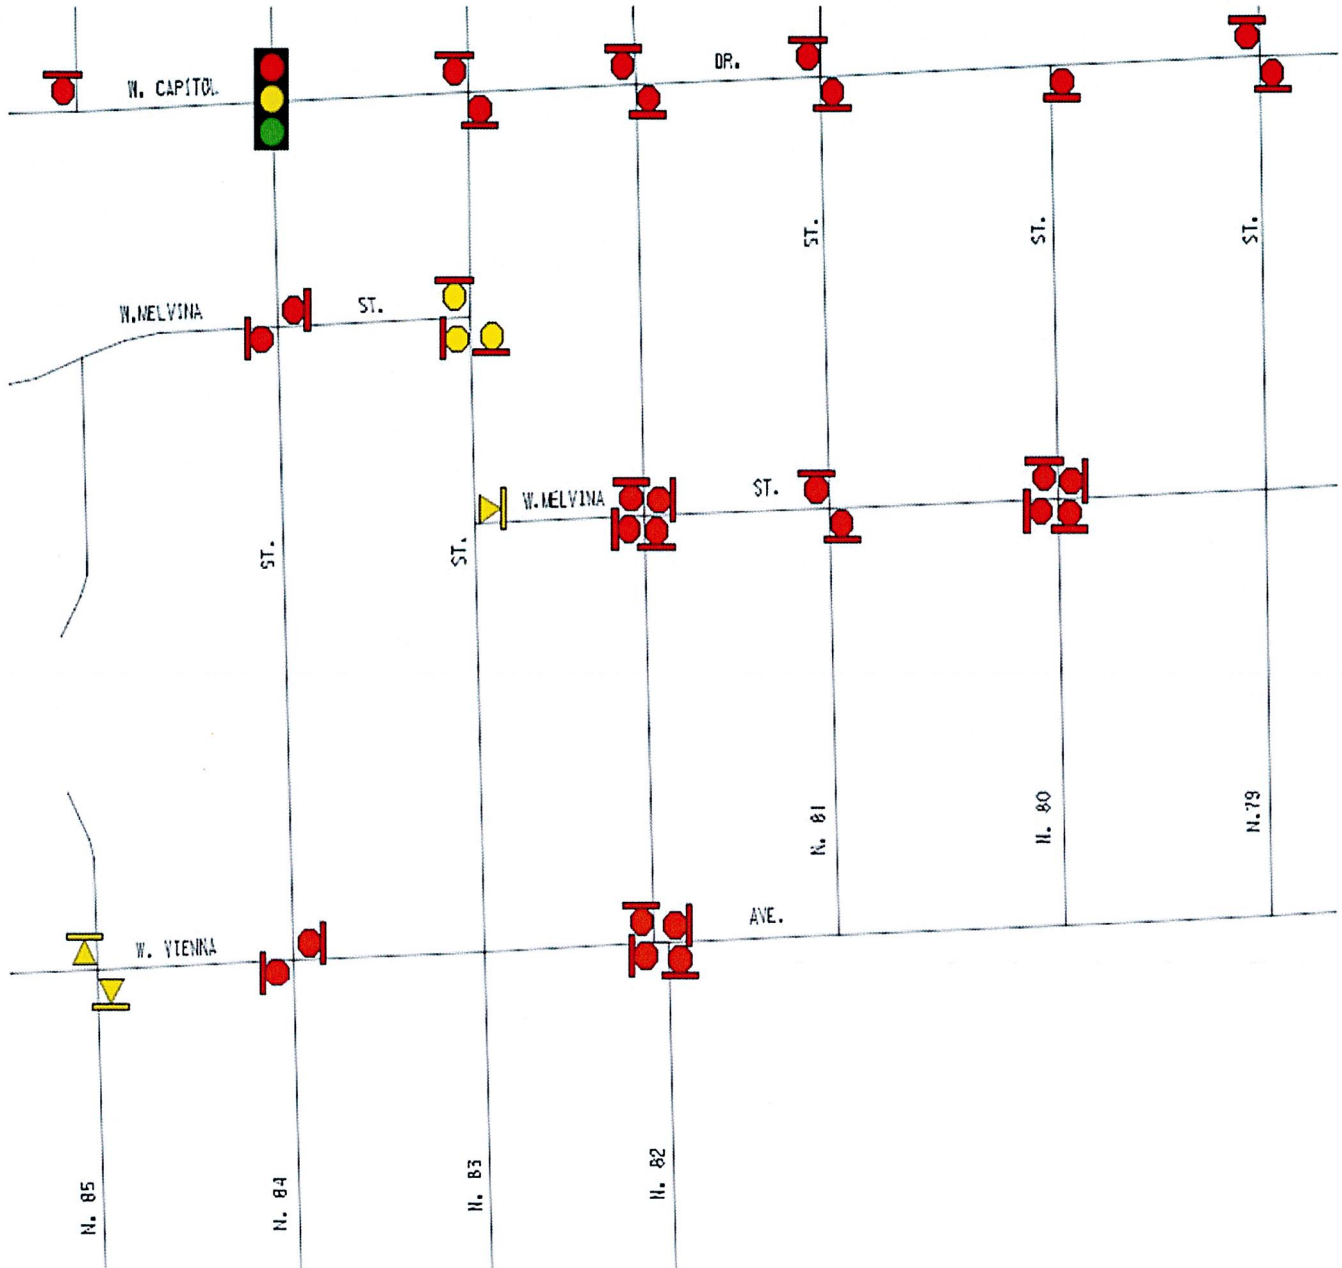 W. CAPITOL
DR.
ST.
ST.
ST.
W.MELVINA
ST.
W.MELVINA
ST.
ST.
ST.
N. 81
N. 80
N.79
W. VIENNA
AVE.
N. 85
N. 84
N. 83
N. 82